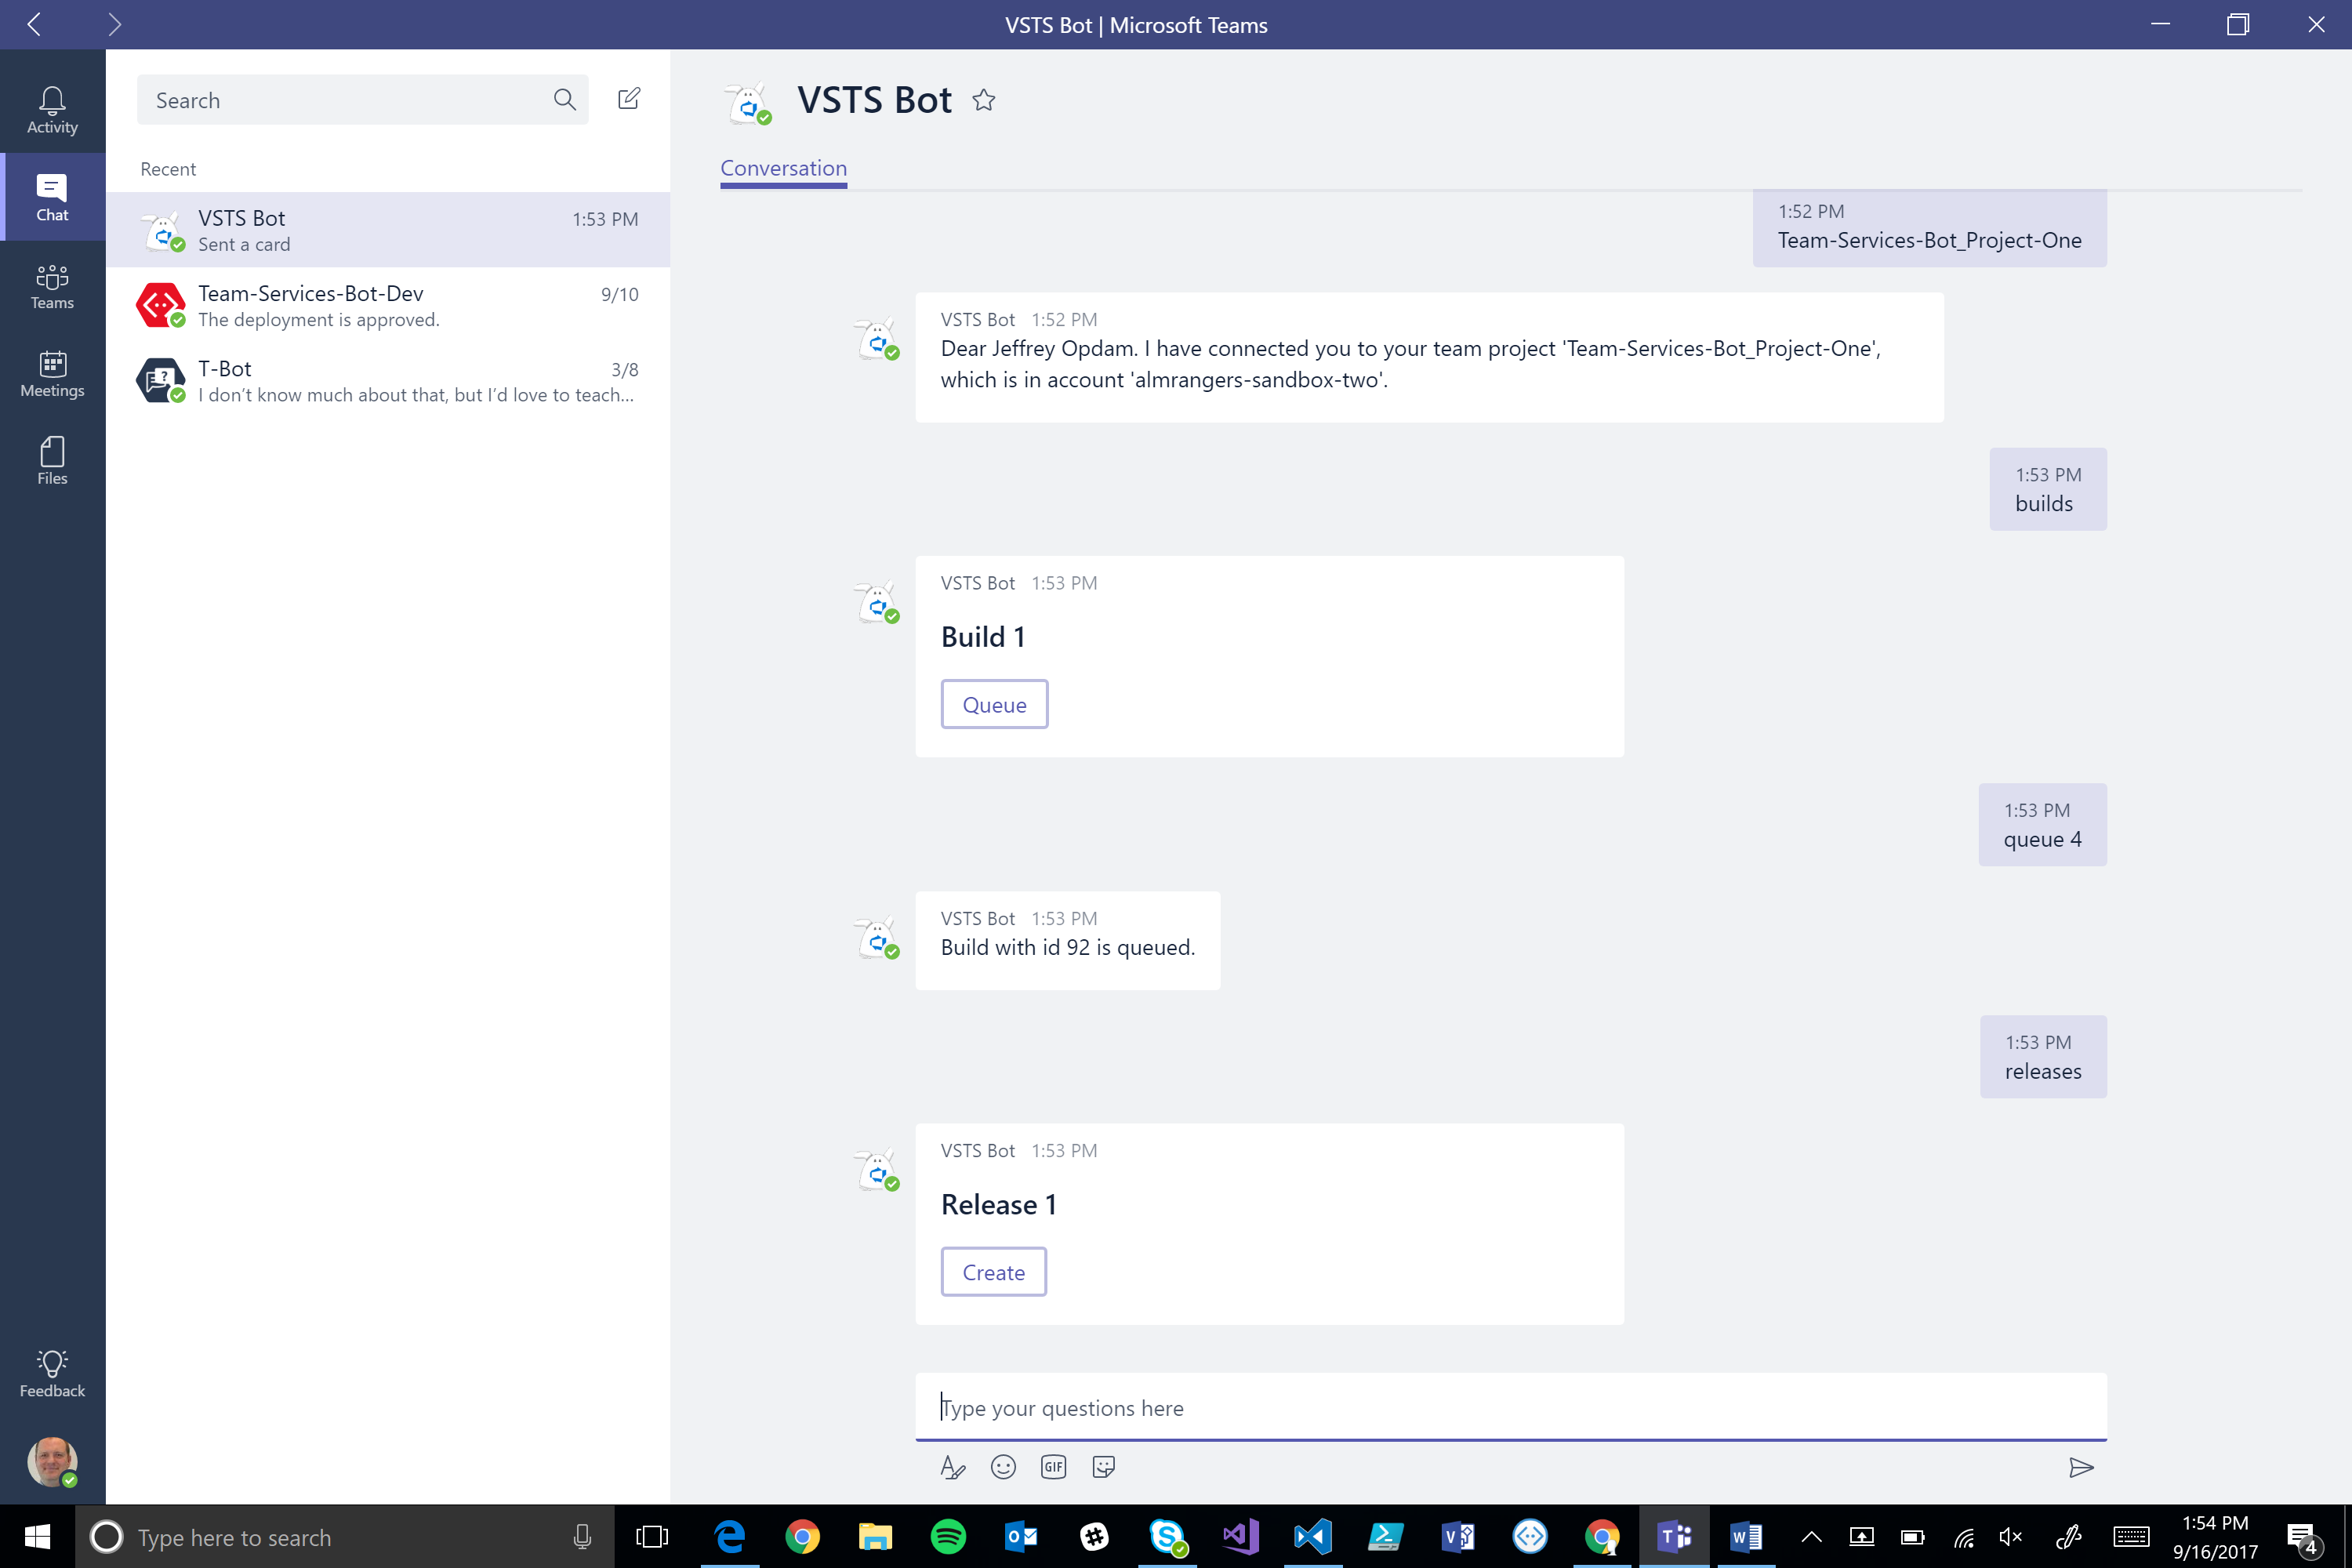 VSTS Bot | Microsoft Teams
Activity
Chat
Teams
Meetings
Files
Feedback
Search
Recent
VSTS Bot 1:53 PM
Sent a card
Team-Services-Bot-Dev 9/10
The deployment is approved.
T-Bot 3/8
I don't know much about that, but I'd love to teach...
VSTS Bot
Conversation
1:52 PM
Team-Services-Bot_Project-One
VSTS Bot 1:52 PM
Dear Jeffrey Opdam. I have connected you to your team project 'Team-Services-Bot_Project-One',
which is in account 'almrangers-sandbox-two'.
1:53 PM
builds
VSTS Bot 1:53 PM
Build 1
Queue
1:53 PM
queue 4
VSTS Bot 1:53 PM
Build with id 92 is queued.
1:53 PM
releases
VSTS Bot 1:53 PM
Release 1
Create
Type your questions here
GIF
Type here to search
1:54 PM
9/16/2017
4